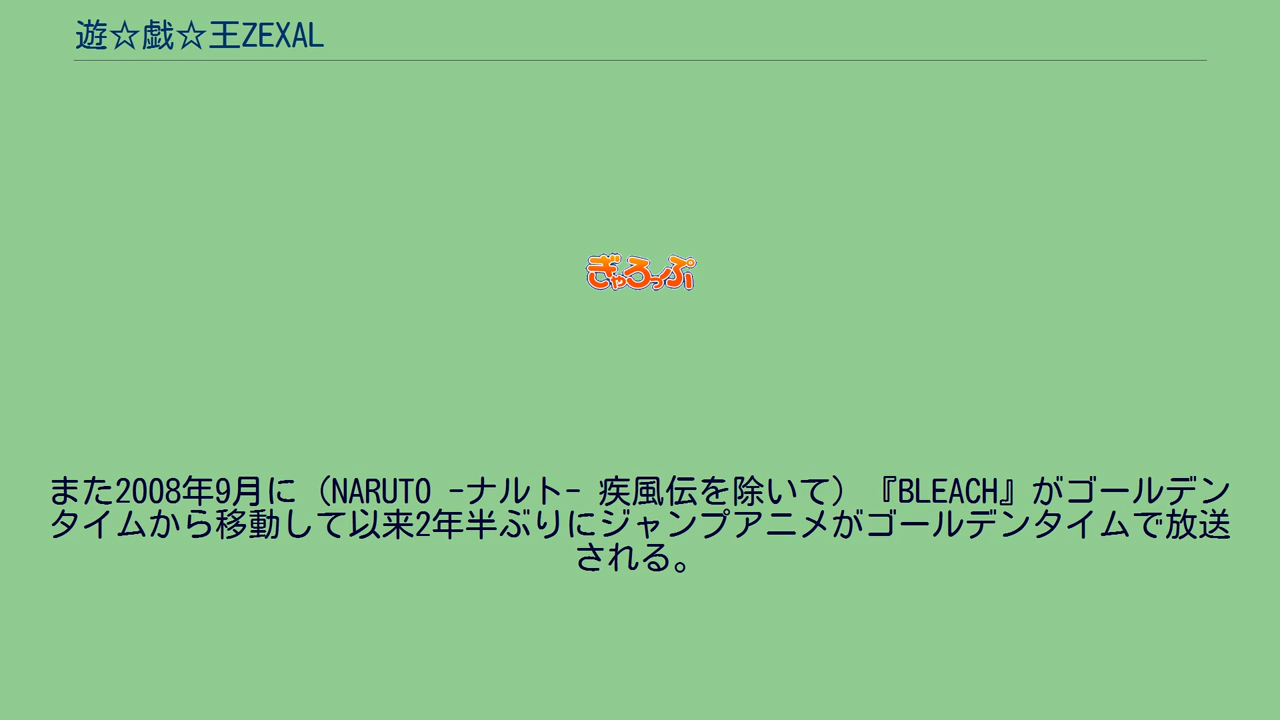 遊☆戯☆王ZEXAL
ぎゃろっぷ
また2008年9月に（NARUTO -ナルト- 疾風伝を除いて）『BLEACH』がゴールデン
タイムから移動して以来2年半ぶりにジャンプアニメがゴールデンタイムで放送
される。